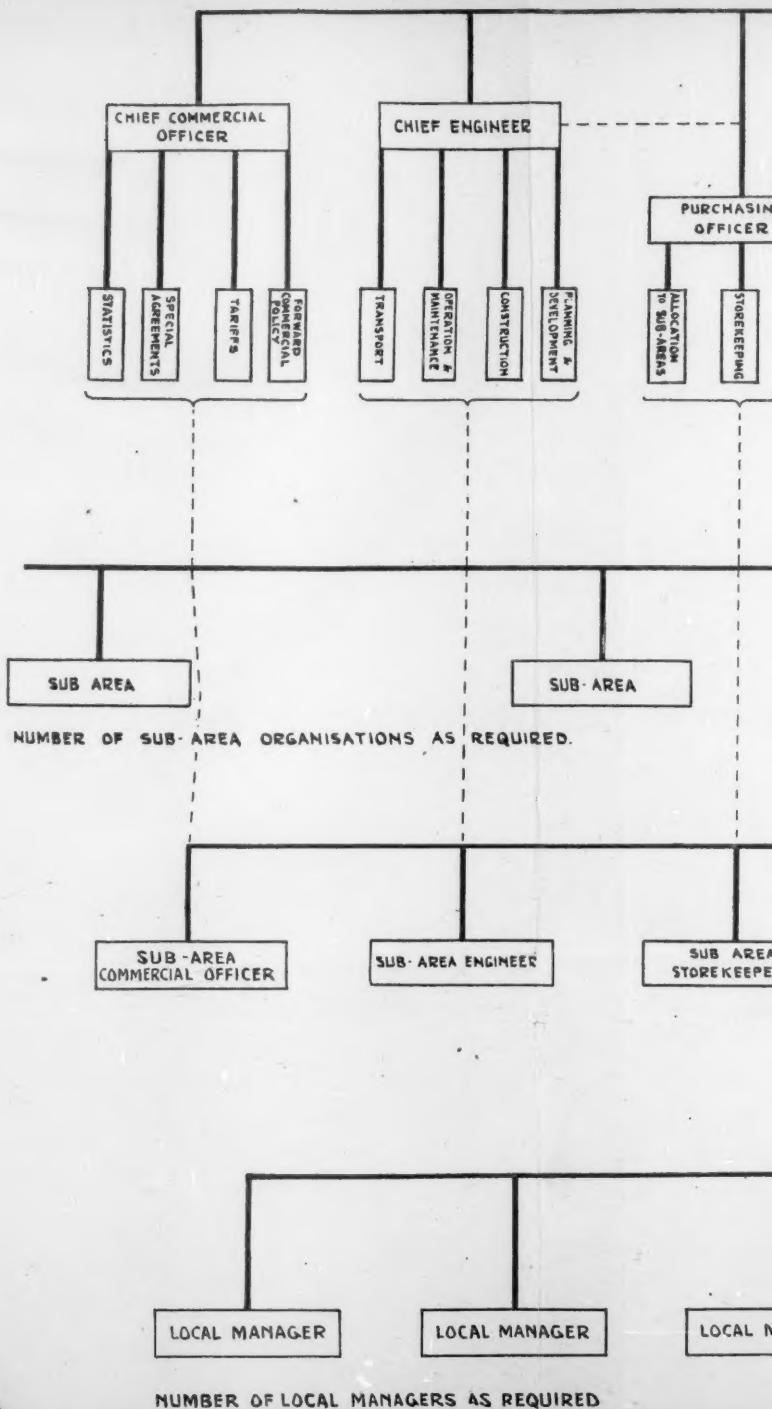 CHIEF COMMERCIAL
OFFICER
CHIEF ENGINEER
PURCHASIN
OFFICER
STATISTICS
SPECIAL
AGREEMENTS
TARIFFS
FORWARD
COMMERCIAL
POLICY
TRANSPORT
OPERATION &
MAINTENANCE
CONSTRUCTION
PLANNING &
DEVELOPMENT
ALLOCATION
TO SUB-AREAS
STOREKEEPING
SUB AREA
SUB-AREA
NUMBER OF SUB-AREA ORGANISATIONS AS REQUIRED.
SUB-AREA
COMMERCIAL OFFICER
SUB-AREA ENGINEER
SUB AREA
STOREKEEPE
LOCAL MANAGER
LOCAL MANAGER
LOCAL M
NUMBER OF LOCAL MANAGERS AS REQUIRED